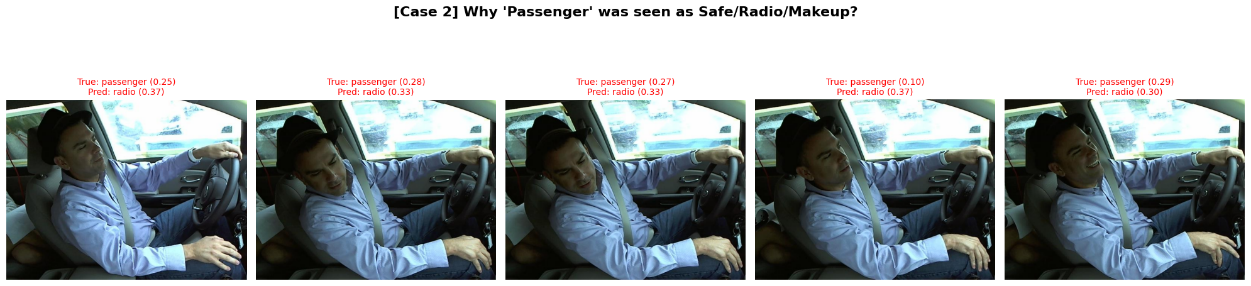 [Case 2] Why 'Passenger' was seen as Safe/Radio/Makeup?
True: passenger (0.25)
Pred: radio (0.37)
True: passenger (0.28)
Pred: radio (0.33)
True: passenger (0.27)
Pred: radio (0.33)
True: passenger (0.10)
Pred: radio (0.37)
True: passenger (0.29)
Pred: radio (0.30)